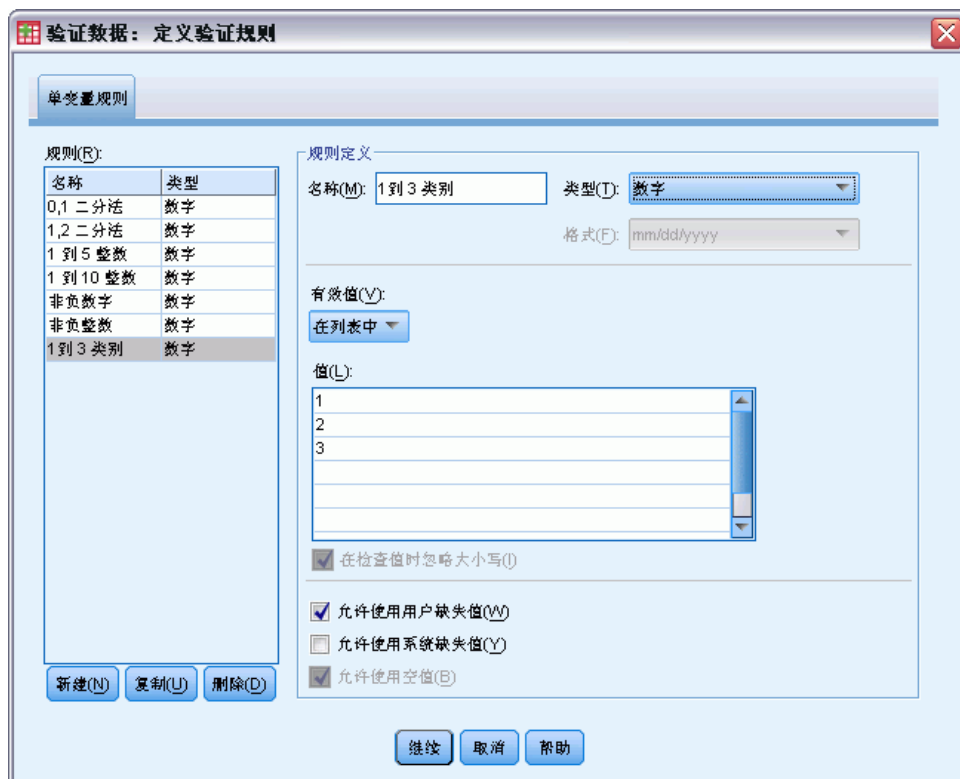 验证数据： 定义验证规则
单变量规则
规则(R):
名称 类型
0,1 二分法 数字
1,2 二分法 数字
1 到 5 整数 数字
1 到 10 整数 数字
非负数字 数字
非负整数 数字
1到 3 类别 数字
新建(N) 复制(U) 删除(D)
规则定义
名称(M): 1到 3 类别 类型(T): 数字
格式(F): mm/dd/yyyy
有效值(V):
在列表中
值(L):
1
2
3
在检查值时忽略大小写(I)
允许使用用户缺失值(W)
允许使用系统缺失值(Y)
允许使用空值(B)
继续 取消 帮助